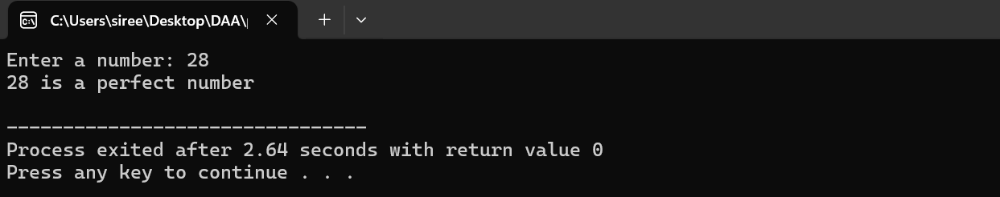 C:\Users\siree\Desktop\DAA\
Enter a number: 28
28 is a perfect number
--------------------------------
Process exited after 2.64 seconds with return value 0
Press any key to continue . . .